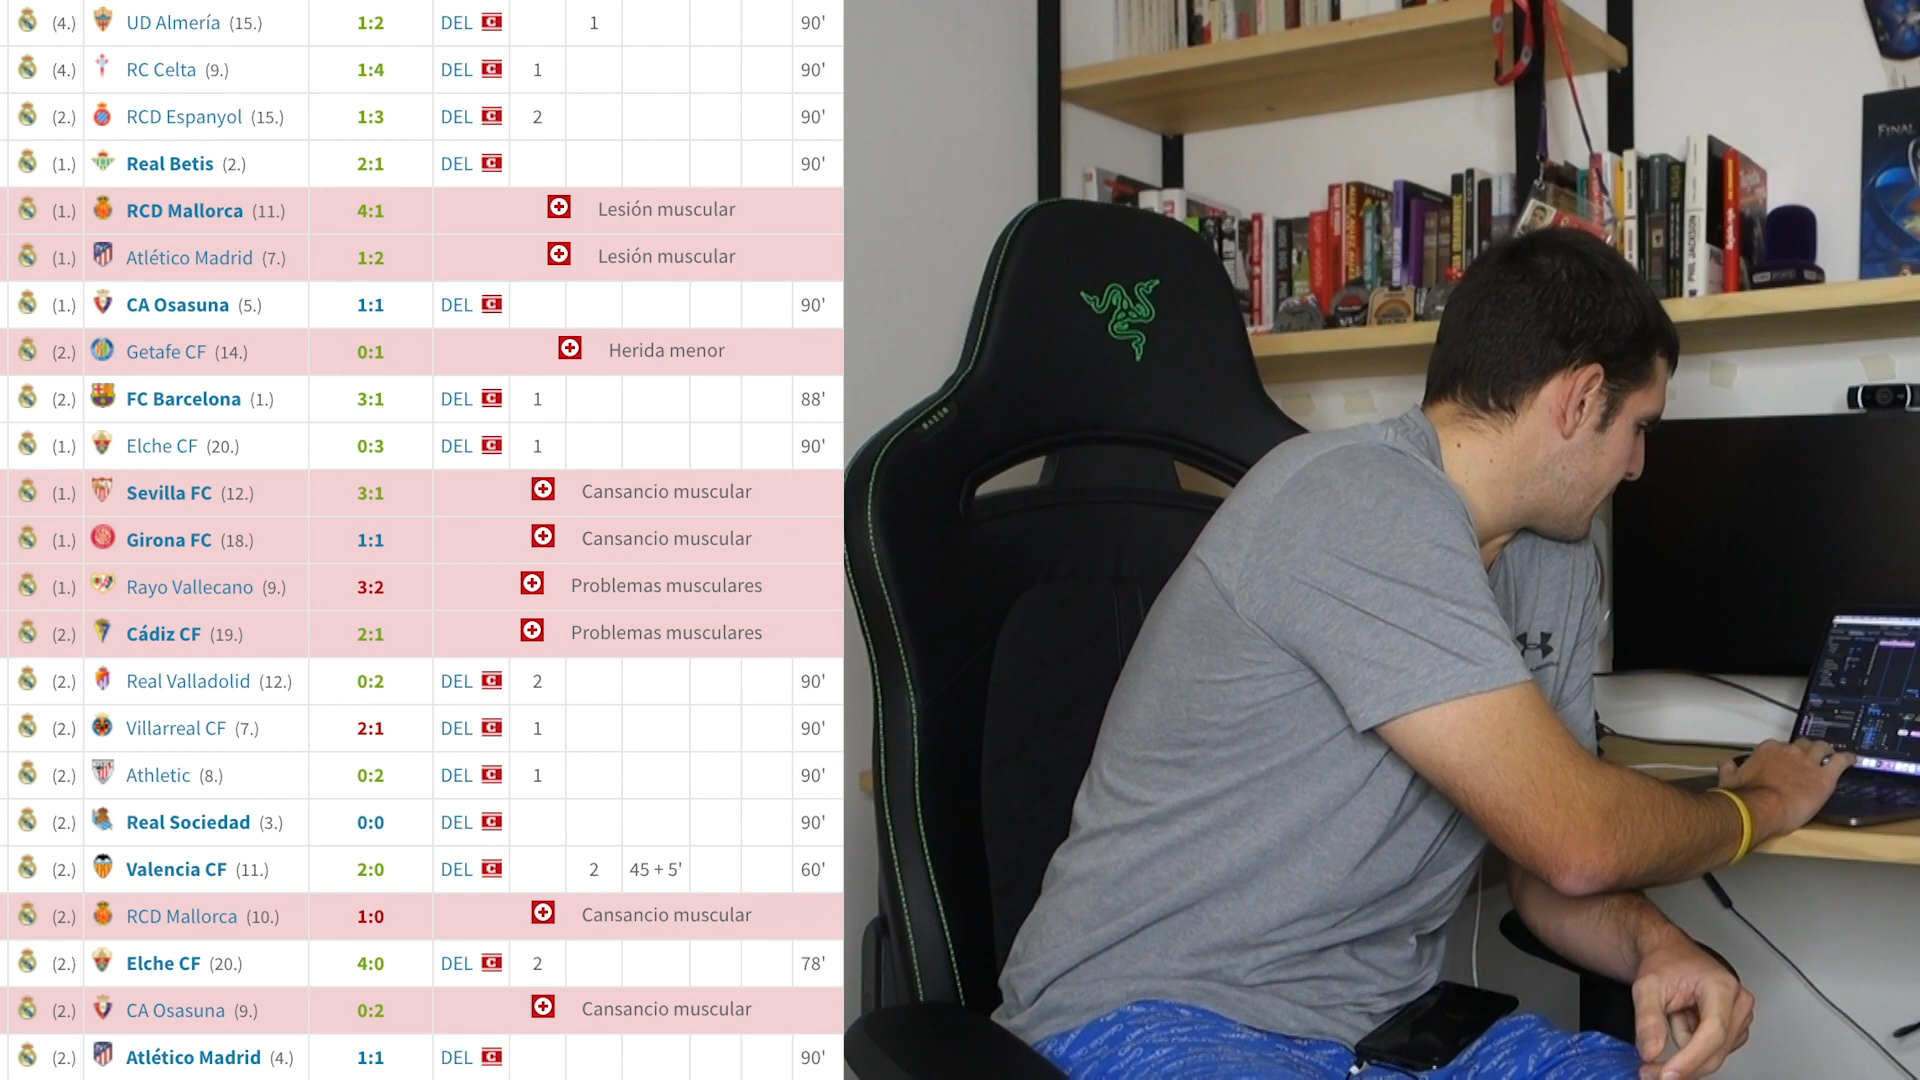 (4.) UD Almería (15.) 1:2 DEL C 1 90'
(4.) RC Celta (9.) 1:4 DEL C 1 90'
(2.) RCD Espanyol (15.) 1:3 DEL C 2 90'
(1.) Real Betis (2.) 2:1 DEL C 90'
(1.) RCD Mallorca (11.) 4:1 Lesión muscular
(1.) Atlético Madrid (7.) 1:2 Lesión muscular
(1.) CA Osasuna (5.) 1:1 DEL C 90'
(2.) Getafe CF (14.) 0:1 Herida menor
(2.) FC Barcelona (1.) 3:1 DEL C 1 88'
(1.) Elche CF (20.) 0:3 DEL C 1 90'
(1.) Sevilla FC (12.) 3:1 Cansancio muscular
(1.) Girona FC (18.) 1:1 Cansancio muscular
(1.) Rayo Vallecano (9.) 3:2 Problemas musculares
(2.) Cádiz CF (19.) 2:1 Problemas musculares
(2.) Real Valladolid (12.) 0:2 DEL C 2 90'
(2.) Villarreal CF (7.) 2:1 DEL C 1 90'
(2.) Athletic (8.) 0:2 DEL C 1 90'
(2.) Real Sociedad (3.) 0:0 DEL C 90'
(2.) Valencia CF (11.) 2:0 DEL C 2 45 + 5' 60'
(2.) RCD Mallorca (10.) 1:0 Cansancio muscular
(2.) Elche CF (20.) 4:0 DEL C 2 78'
(2.) CA Osasuna (9.) 0:2 Cansancio muscular
(2.) Atlético Madrid (4.) 1:1 DEL C 90'
FINAL
PHIL JACKSON
RAZER